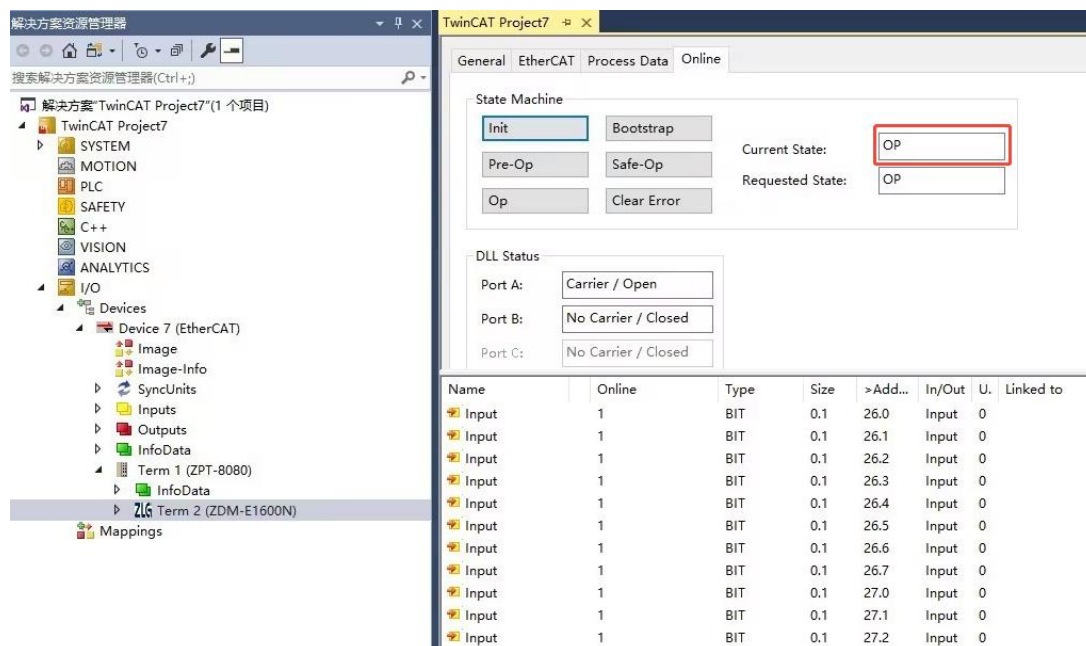 解决方案资源管理器
搜索解决方案资源管理器(Ctrl+;)
解决方案"TwinCAT Project7"(1 个项目)
TwinCAT Project7
SYSTEM
MOTION
PLC
SAFETY
C++
VISION
ANALYTICS
I/O
Devices
Device 7 (EtherCAT)
Image
Image-Info
SyncUnits
Inputs
Outputs
InfoData
Term 1 (ZPT-8080)
InfoData
ZLG Term 2 (ZDM-E1600N)
Mappings
TwinCAT Project7
General EtherCAT Process Data Online
State Machine
Init Bootstrap
Pre-Op Safe-Op
Op Clear Error
Current State: OP
Requested State: OP
DLL Status
Port A: Carrier / Open
Port B: No Carrier / Closed
Port C: No Carrier / Closed
Name Online Type Size >Add... In/Out U. Linked to
Input 1 BIT 0.1 26.0 Input 0
Input 1 BIT 0.1 26.1 Input 0
Input 1 BIT 0.1 26.2 Input 0
Input 1 BIT 0.1 26.3 Input 0
Input 1 BIT 0.1 26.4 Input 0
Input 1 BIT 0.1 26.5 Input 0
Input 1 BIT 0.1 26.6 Input 0
Input 1 BIT 0.1 26.7 Input 0
Input 1 BIT 0.1 27.0 Input 0
Input 1 BIT 0.1 27.1 Input 0
Input 1 BIT 0.1 27.2 Input 0